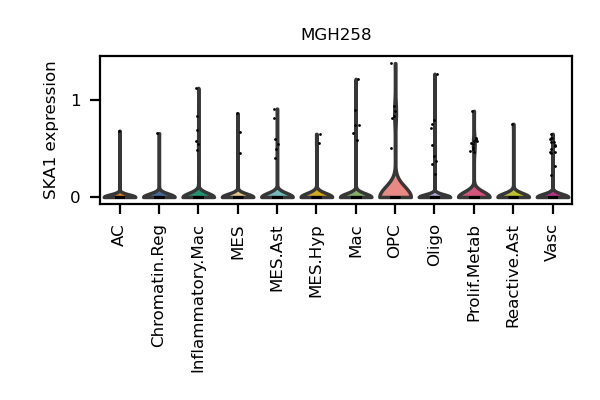 MGH258
SKA1 expression
1
0
AC
Chromatin.Reg
Inflammatory.Mac
MES
MES.Ast
MES.Hyp
Mac
OPC
Oligo
Prolif.Metab
Reactive.Ast
Vasc